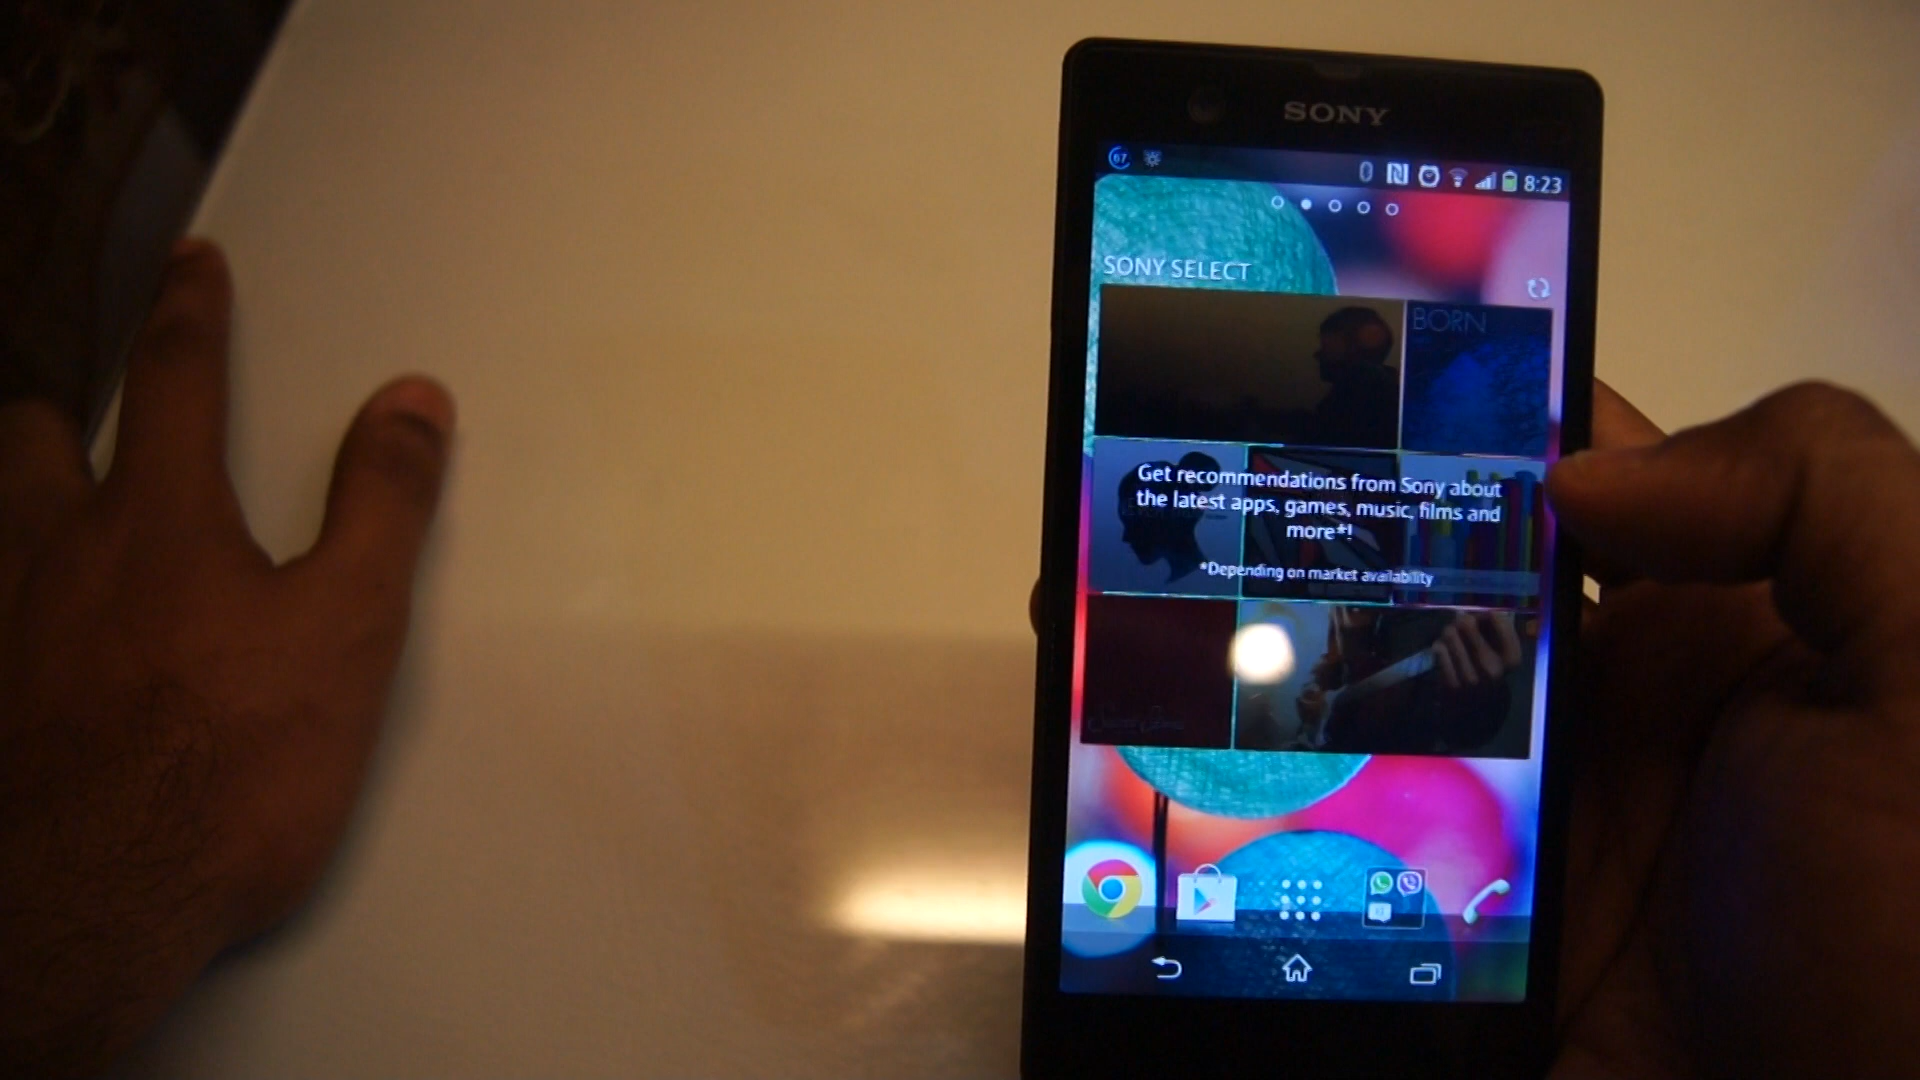 SONY
67
8:23
SONY SELECT
BORN
Get recommendations from Sony about
the latest apps, games, music, films and
more*!
*Depending on market availability